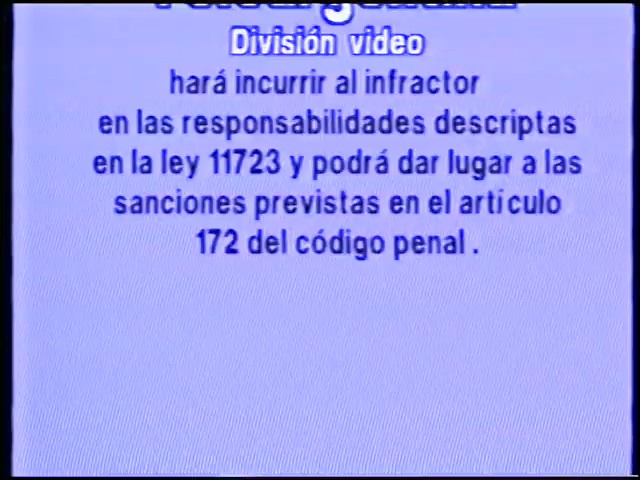 División video
hará incurrir al infractor
en las responsabilidades descriptas
en la ley 11723 y podrá dar lugar a las
sanciones previstas en el artículo
172 del código penal .